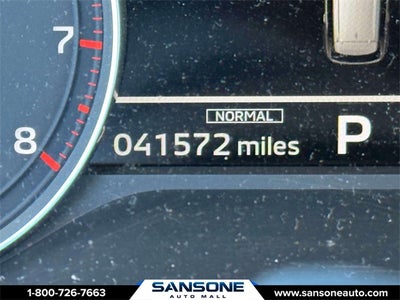 7
NORMAL
8 041572 miles P
1-800-726-7663 SANSONE www.sansoneauto.com
AUTO MALL